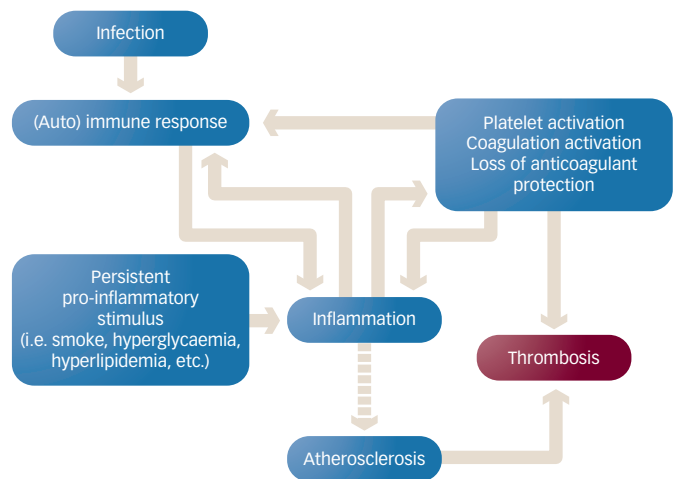 Infection
(Auto) immune response
Platelet activation
Coagulation activation
Loss of anticoagulant
protection
Persistent
pro-inflammatory
stimulus
(i.e. smoke, hyperglycaemia,
hyperlipidemia, etc.)
Inflammation
Thrombosis
Atherosclerosis